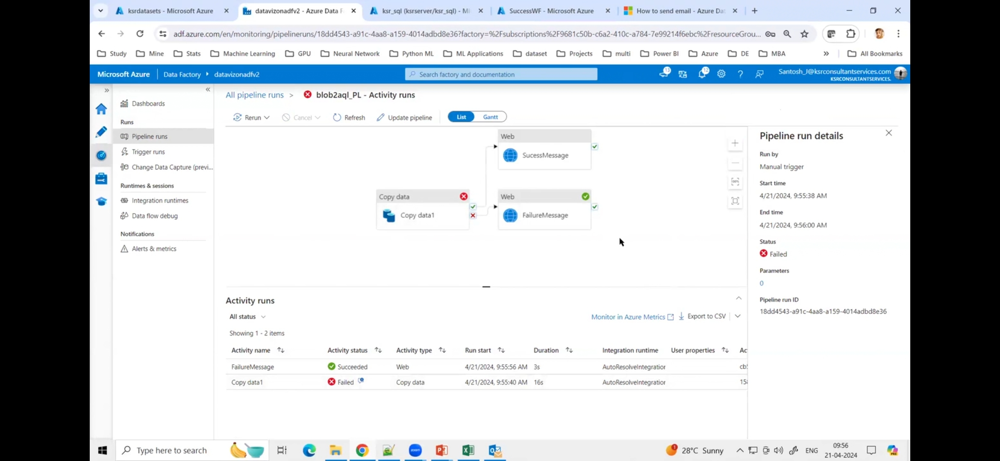 ksrdatasets - Microsoft Azure
datavizonadfv2 - Azure Data F
ksr_sql (ksrserver/ksr_sql) - Mi
SuccessWF - Microsoft Azure
How to send email - Azure Dat
adf.azure.com/en/monitoring/pipelineruns/18dd4543-a91c-4aa8-a159-4014adbd8e36?factory=%2Fsubscriptions%2F9681c50b-c6a2-410c-a784-7e99214f6ebc%2FresourceGrou...
Study Mine Stats Machine Learning GPU Neural Network Python ML ML Applications dataset Projects multi Power BI Azure DE MBA » All Bookmarks
Microsoft Azure Data Factory datavizonadfv2
Search factory and documentation
13
12
Santosh_J@ksrconsultantservices.com
KSRCONSULTANTSERVICES.
Dashboards
Runs
Pipeline runs
Trigger runs
Change Data Capture (previ...
Runtimes & sessions
Integration runtimes
Data flow debug
Notifications
Alerts & metrics
All pipeline runs > blob2aql_PL - Activity runs
Rerun Cancel Refresh Update pipeline List Gantt
Web
SucessMessage
Copy data
Copy data1
Web
FailureMessage
Activity runs
All status
Monitor in Azure Metrics Export to CSV
Showing 1 - 2 items
Activity name Activity status Activity type Run start Duration Integration runtime User properties Ac
FailureMessage Succeeded Web 4/21/2024, 9:55:56 AM 3s AutoResolveIntegration cb5
Copy data1 Failed Copy data 4/21/2024, 9:55:40 AM 16s AutoResolveIntegration
Pipeline run details
Run by
Manual trigger
Start time
4/21/2024, 9:55:38 AM
End time
4/21/2024, 9:56:00 AM
Status
Failed
Parameters
0
Pipeline run ID
18dd4543-a91c-4aa8-a159-4014adbd8e36
Type here to search
zoom
1
28°C Sunny
ENG
09:56
21-04-2024